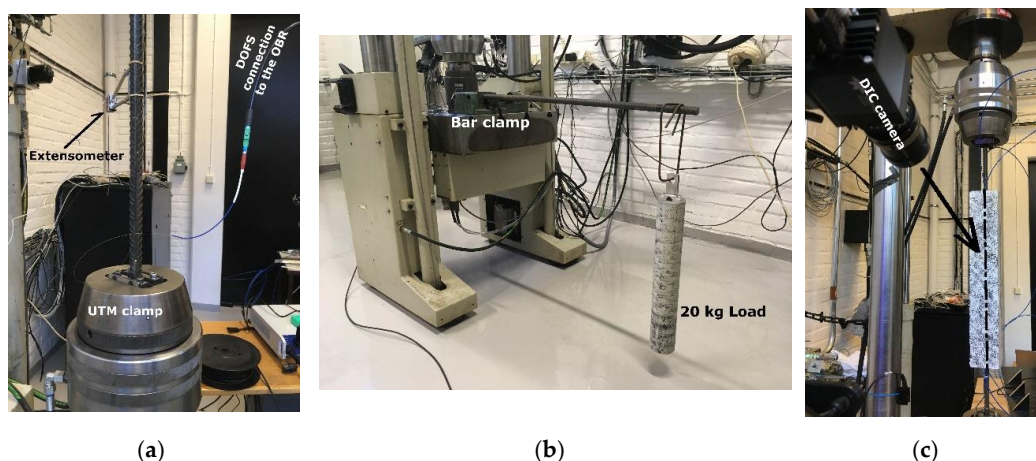 DOFS
connection
to the OBR
Extensometer
UTM clamp
Bar clamp
20 kg Load
DIC camera
(a)
(b)
(c)